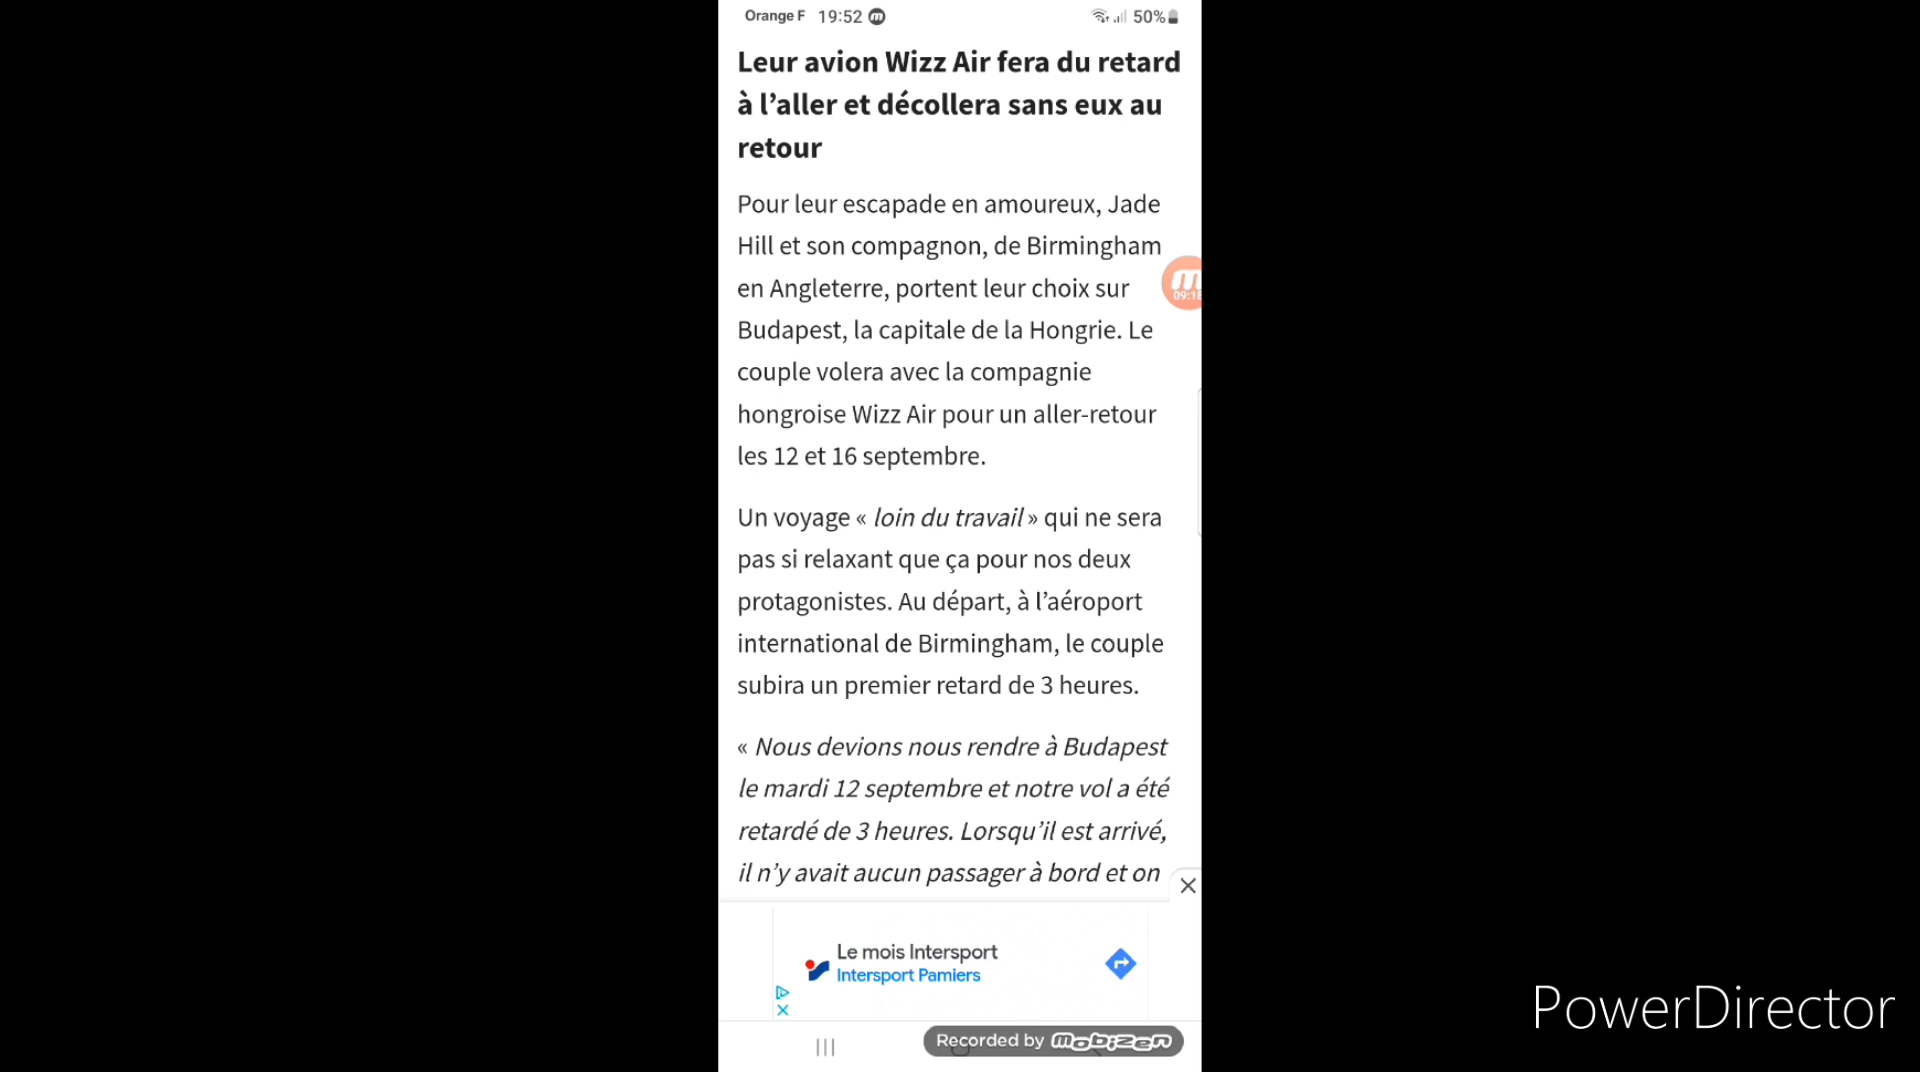 Orange F 19:52 50%
Leur avion Wizz Air fera du retard
à l’aller et décollera sans eux au
retour
Pour leur escapade en amoureux, Jade
Hill et son compagnon, de Birmingham
en Angleterre, portent leur choix sur
Budapest, la capitale de la Hongrie. Le
couple volera avec la compagnie
hongroise Wizz Air pour un aller-retour
les 12 et 16 septembre.
Un voyage « loin du travail » qui ne sera
pas si relaxant que ça pour nos deux
protagonistes. Au départ, à l’aéroport
international de Birmingham, le couple
subira un premier retard de 3 heures.
« Nous devions nous rendre à Budapest
le mardi 12 septembre et notre vol a été
retardé de 3 heures. Lorsqu’il est arrivé,
il n’y avait aucun passager à bord et on
09:18
Le mois Intersport
Intersport Pamiers
Recorded by mobizen
PowerDirector